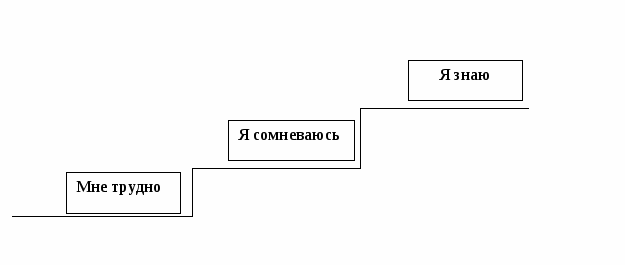 Я знаю
Я сомневаюсь
Мне трудно